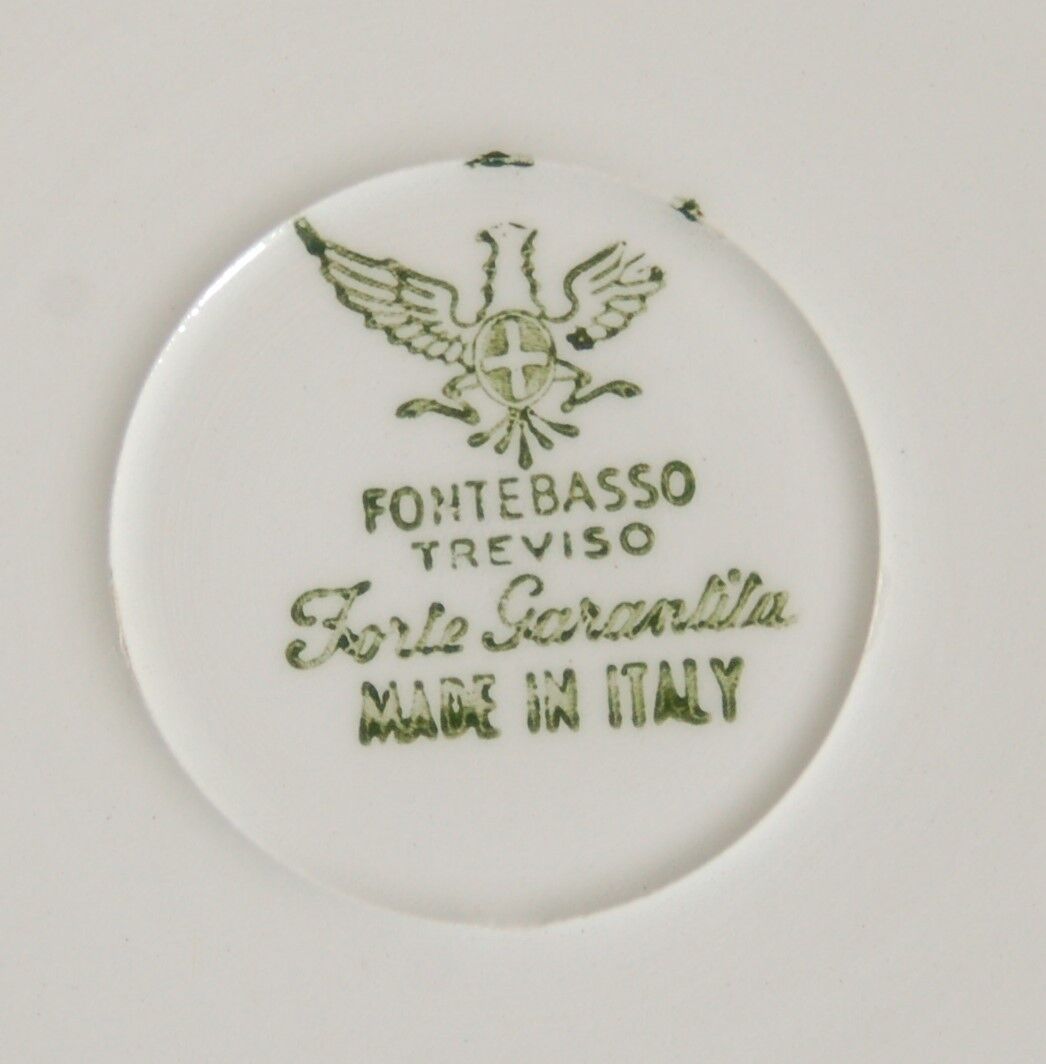 FONTEBASSO
TREVISO
Forte Garantita
MADE IN ITALY